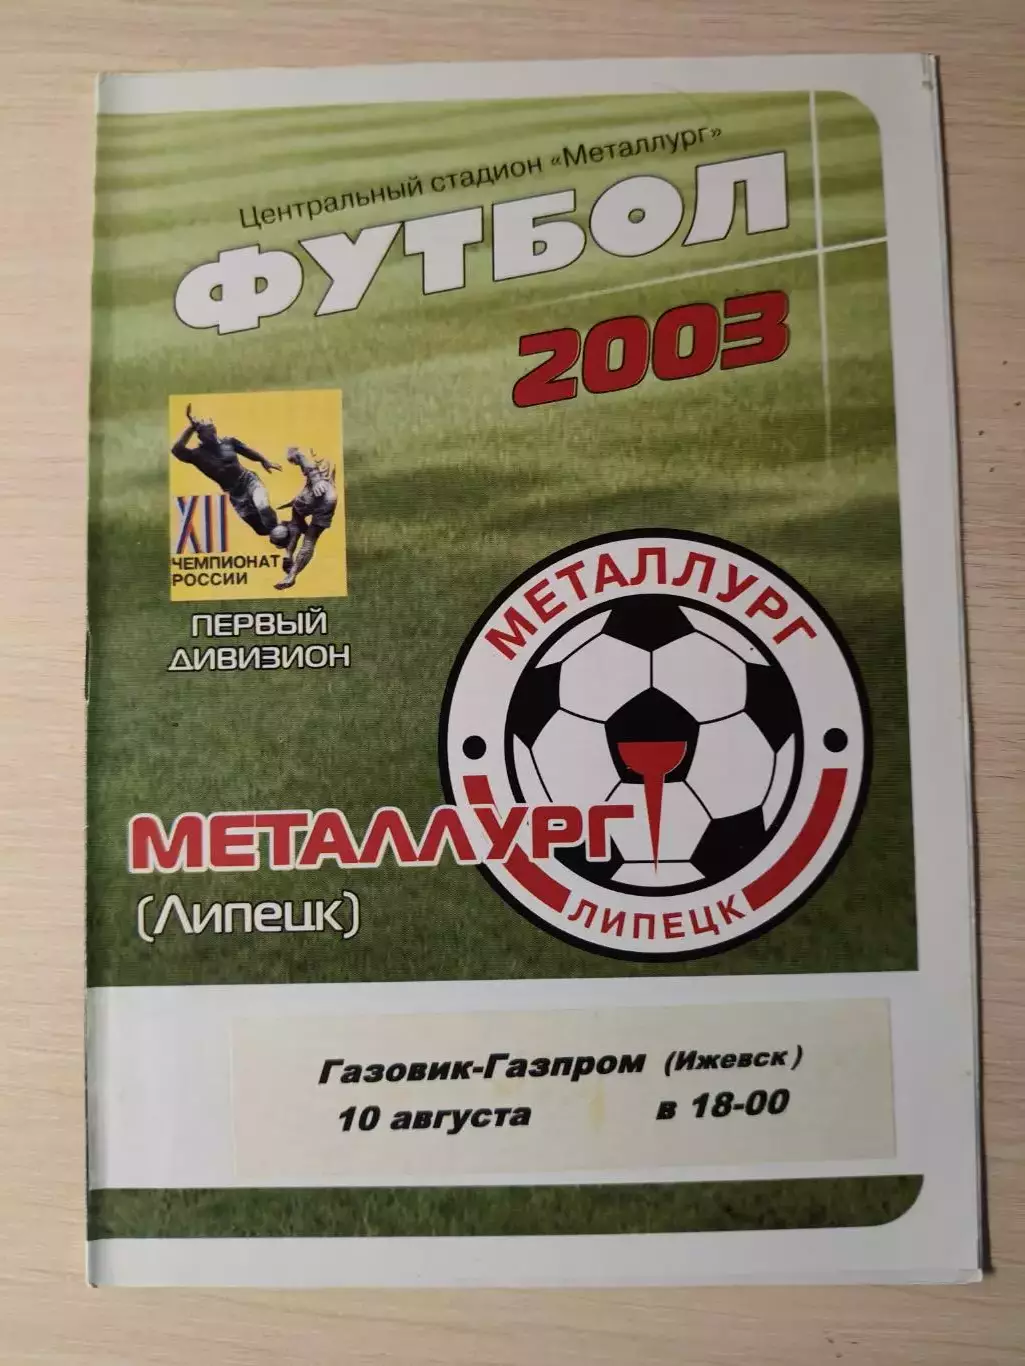 Центральный стадион «Металлург»
ФУТБОЛ
2003
XII
ЧЕМПИОНАТ
РОССИИ
ПЕРВЫЙ
ДИВИЗИОН
МЕТАЛЛУРГ
ЛИПЕЦК
МЕТАЛЛУРГ
(Липецк)
Газовик-Газпром (Ижевск)
10 августа в 18-00